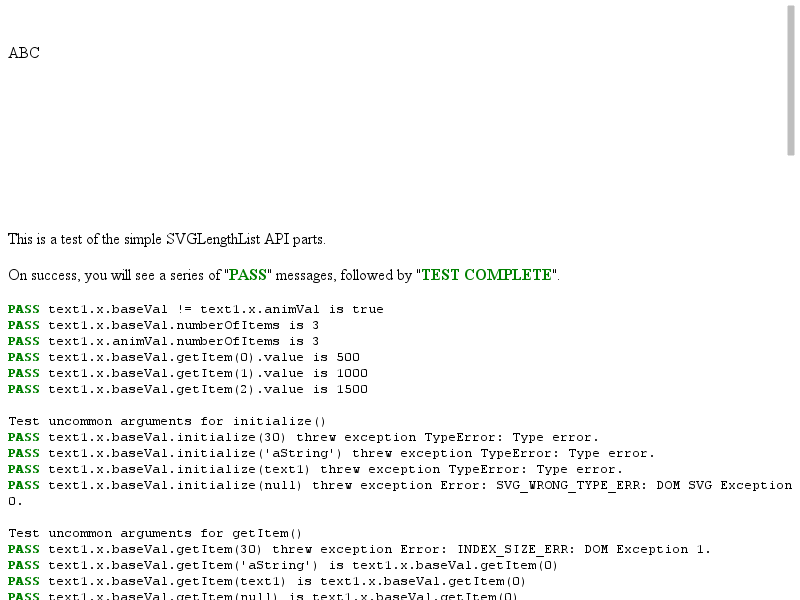 ABC
This is a test of the simple SVGLengthList API parts.
On success, you will see a series of "PASS" messages, followed by "TEST COMPLETE".
PASS text1.x.baseVal != text1.x.animVal is true
PASS text1.x.baseVal.numberOfItems is 3
PASS text1.x.animVal.numberOfItems is 3
PASS text1.x.baseVal.getItem(0).value is 500
PASS text1.x.baseVal.getItem(1).value is 1000
PASS text1.x.baseVal.getItem(2).value is 1500
Test uncommon arguments for initialize()
PASS text1.x.baseVal.initialize(30) threw exception TypeError: Type error.
PASS text1.x.baseVal.initialize('aString') threw exception TypeError: Type error.
PASS text1.x.baseVal.initialize(text1) threw exception TypeError: Type error.
PASS text1.x.baseVal.initialize(null) threw exception Error: SVG_WRONG_TYPE_ERR: DOM SVG Exception
0.
Test uncommon arguments for getItem()
PASS text1.x.baseVal.getItem(30) threw exception Error: INDEX_SIZE_ERR: DOM Exception 1.
PASS text1.x.baseVal.getItem('aString') is text1.x.baseVal.getItem(0)
PASS text1.x.baseVal.getItem(text1) is text1.x.baseVal.getItem(0)
PASS text1.x.baseVal.getItem(null) is text1.x.baseVal.getItem(0)